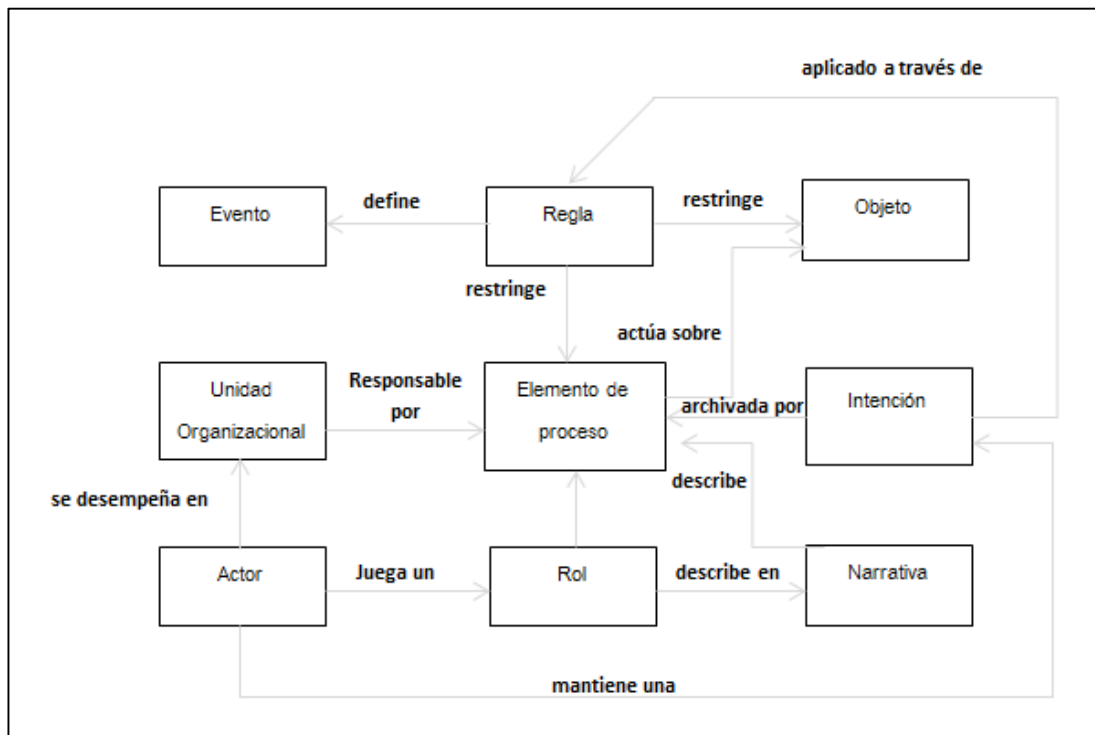 aplicado a través de
Evento
define
Regla
restringe
Objeto
restringe
actúa sobre
Unidad
Organizacional
Responsable
por
Elemento de
proceso
archivada por
Intención
describe
se desempeña en
Actor
Juega un
Rol
describe en
Narrativa
mantiene una